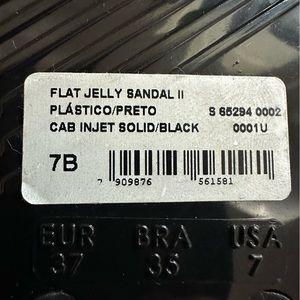 FLAT JELLY SANDAL II
PLÁSTICO/PRETO S 65294 0002
CAB INJET SOLID/BLACK 0001U
7B
7 909876 561581
EUR BRA USA
37 35 7